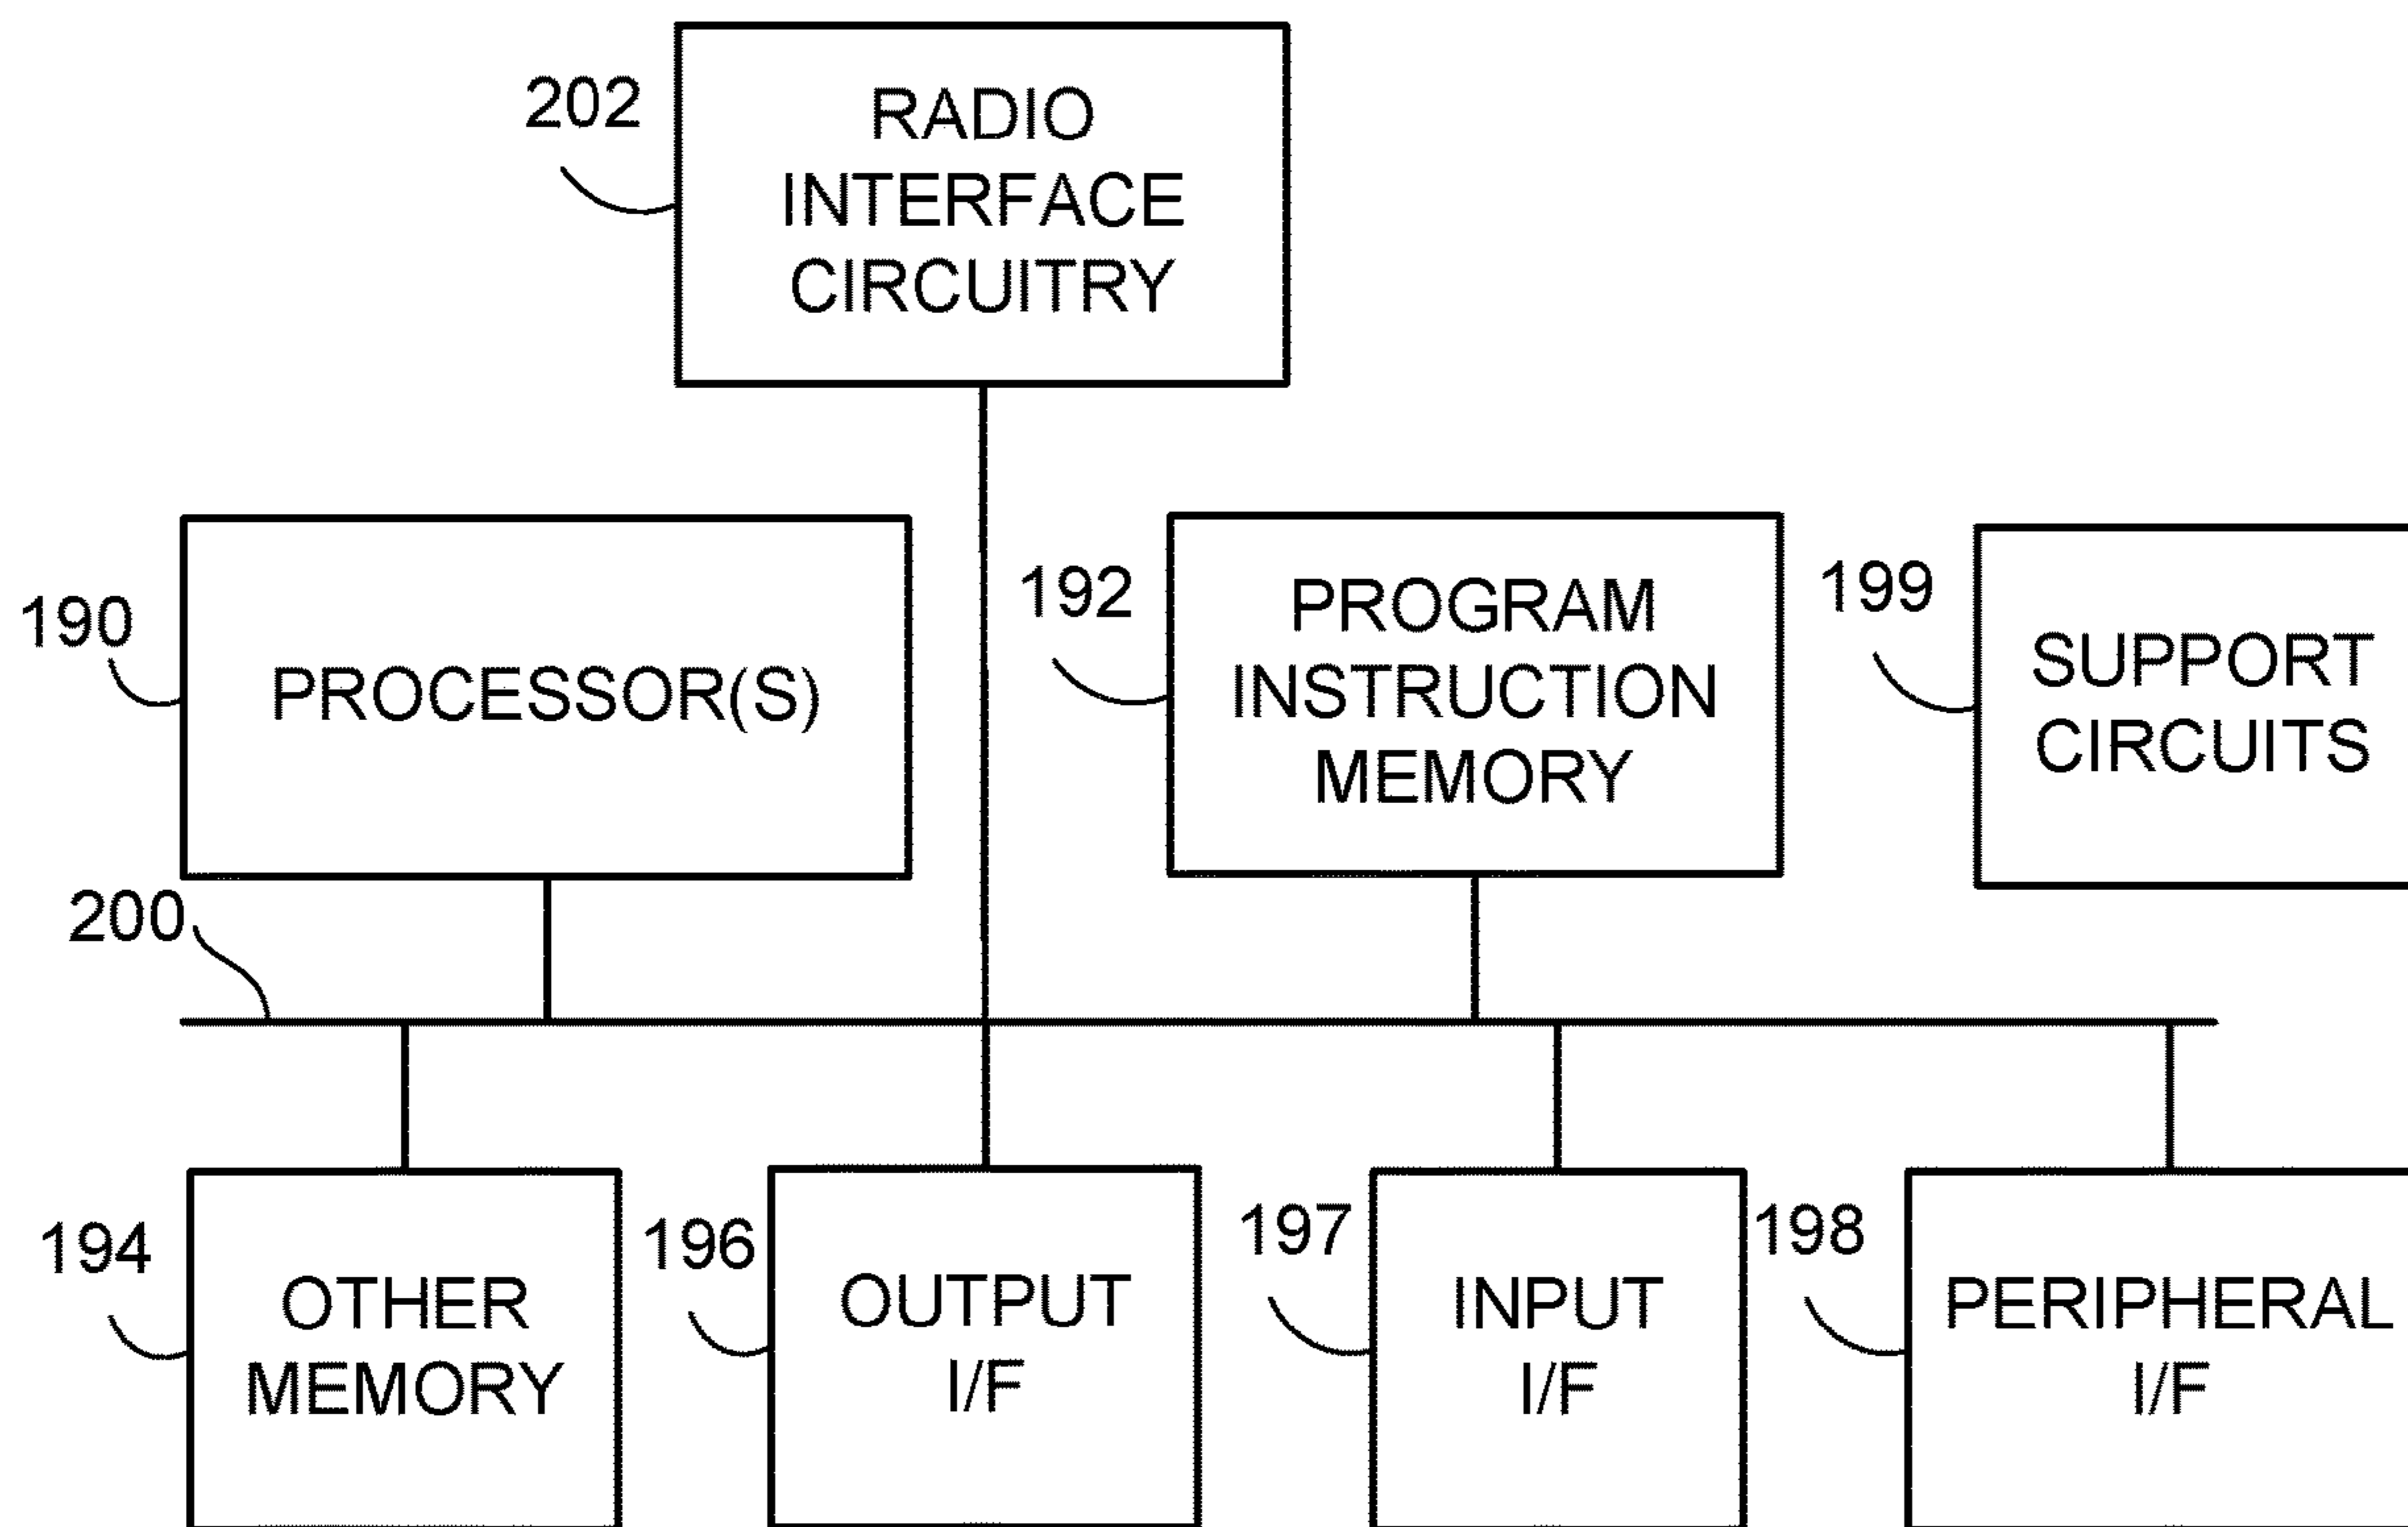 202
RADIO
INTERFACE
CIRCUITRY
190
PROCESSOR(S)
192
PROGRAM
INSTRUCTION
MEMORY
199
SUPPORT
CIRCUITS
200
194
OTHER
MEMORY
196
OUTPUT
I/F
197
INPUT
I/F
198
PERIPHERAL
I/F